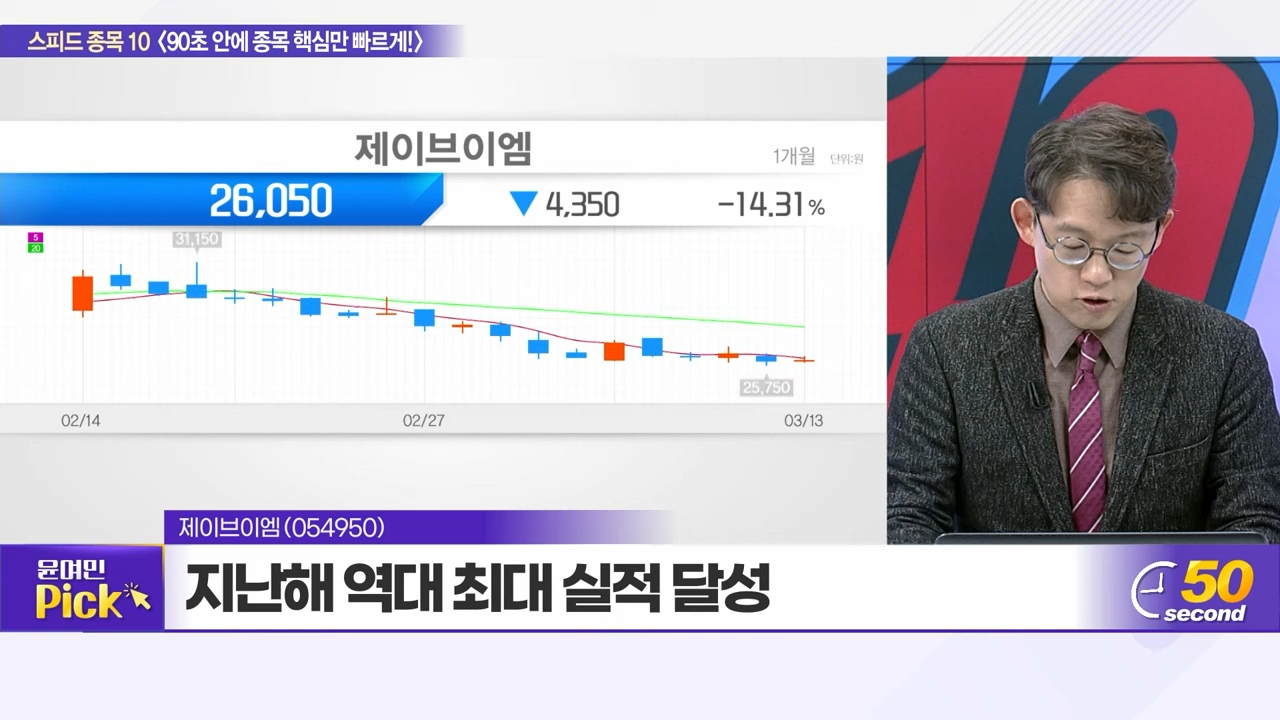 스피드 종목 10 〈90초 안에 종목 핵심만 빠르게!〉
제이브이엠
1개월 단위:원
26,050 ▼ 4,350 -14.31%
5
20
31,150
25,750
02/14 02/27 03/13
제이브이엠(054950)
윤여민
Pick
지난해 역대 최대 실적 달성
50
second